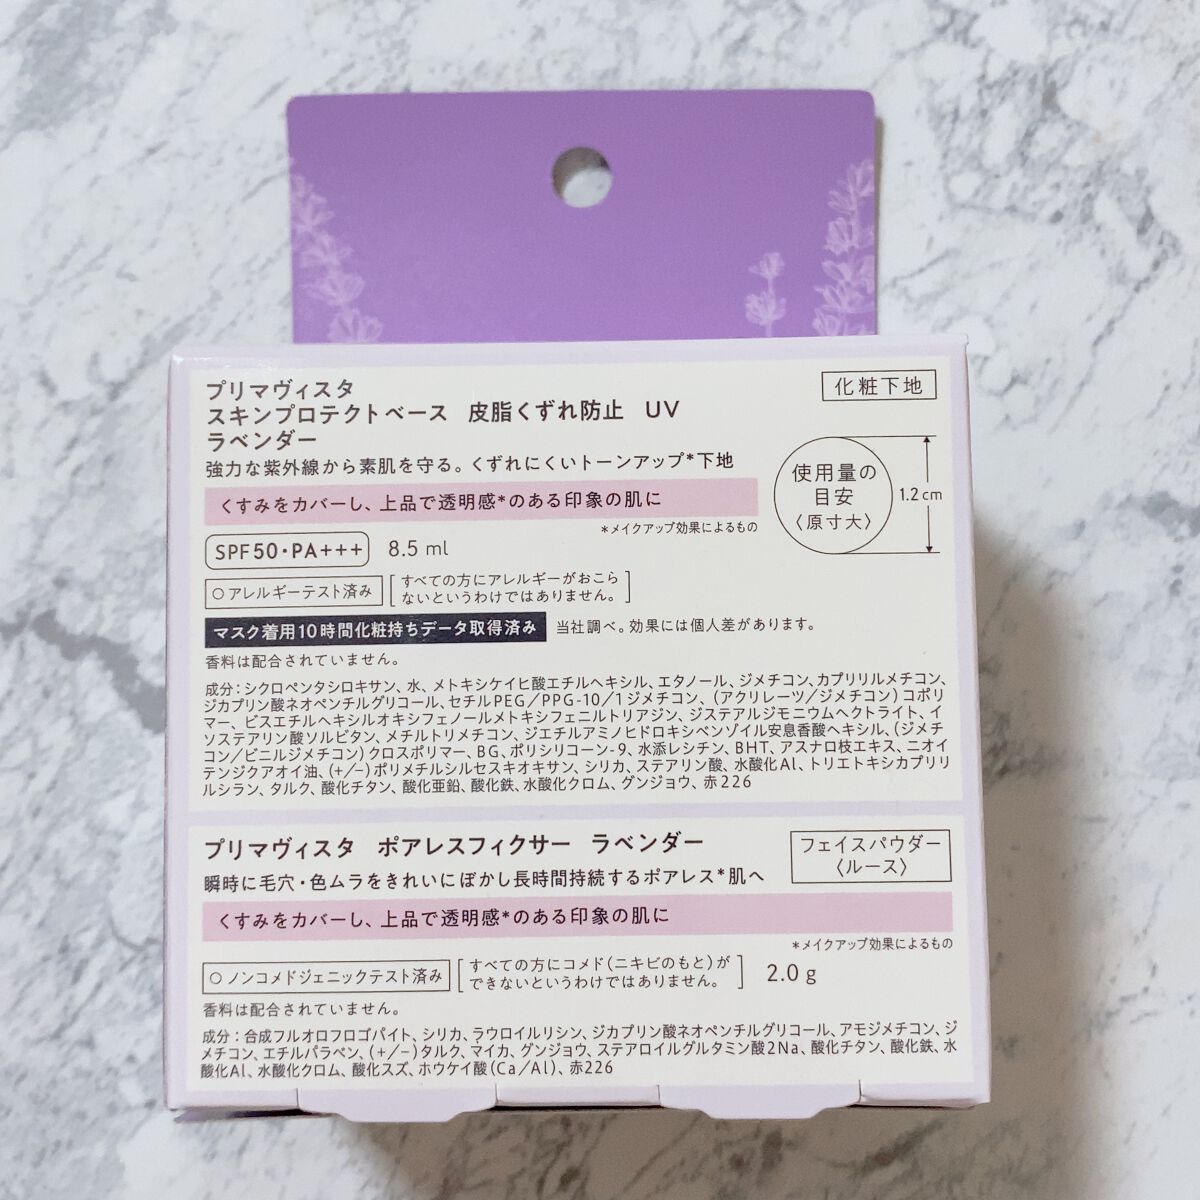 プリマヴィスタ
スキンプロテクトベース 皮脂くずれ防止 UV
ラベンダー
化粧下地
強力な紫外線から素肌を守る。くずれにくいトーンアップ*下地
くすみをカバーし、上品で透明感*のある印象の肌に
*メイクアップ効果によるもの
使用量の
目安
〈原寸大〉
1.2cm
SPF50・PA+++ 8.5 ml
○アレルギーテスト済み
すべての方にアレルギーがおこら
ないというわけではありません。
マスク着用10時間化粧持ちデータ取得済み 当社調べ。効果には個人差があります。
香料は配合されていません。
成分：シクロペンタシロキサン、水、メトキシケイヒ酸エチルヘキシル、エタノール、ジメチコン、カプリリルメチコン、
ジカプリン酸ネオペンチルグリコール、セチルPEG／PPG-10／1ジメチコン、（アクリレーツ／ジメチコン）コポリ
マー、ビスエチルヘキシルオキシフェノールメトキシフェニルトリアジン、ジステアルジモニウムヘクトライト、イ
ソステアリン酸ソルビタン、メチルトリメチコン、ジエチルアミノヒドロキシベンゾイル安息香酸ヘキシル、（ジメチ
コン／ビニルジメチコン）クロスポリマー、BG、ポリシリコーン-9、水添レシチン、BHT、アスナロ枝エキス、ニオイ
テンジクアオイ油、（+/−）ポリメチルシルセスキオキサン、シリカ、ステアリン酸、水酸化Al、トリエトキシカプリリ
ルシラン、タルク、酸化チタン、酸化亜鉛、酸化鉄、水酸化クロム、グンジョウ、赤226
プリマヴィスタ ポアレスフィクサー ラベンダー
フェイスパウダー
〈ルース〉
瞬時に毛穴・色ムラをきれいにぼかし長時間持続するポアレス*肌へ
くすみをカバーし、上品で透明感*のある印象の肌に
*メイクアップ効果によるもの
○ノンコメドジェニックテスト済み
すべての方にコメド（ニキビのもと）が
できないというわけではありません。
2.0 g
香料は配合されていません。
成分：合成フルオロフロゴパイト、シリカ、ラウロイルリシン、ジカプリン酸ネオペンチルグリコール、アモジメチコン、ジ
メチコン、エチルパラベン、（+/−）タルク、マイカ、グンジョウ、ステアロイルグルタミン酸2Na、酸化チタン、酸化鉄、水
酸化Al、水酸化クロム、酸化スズ、ホウケイ酸（Ca／Al）、赤226